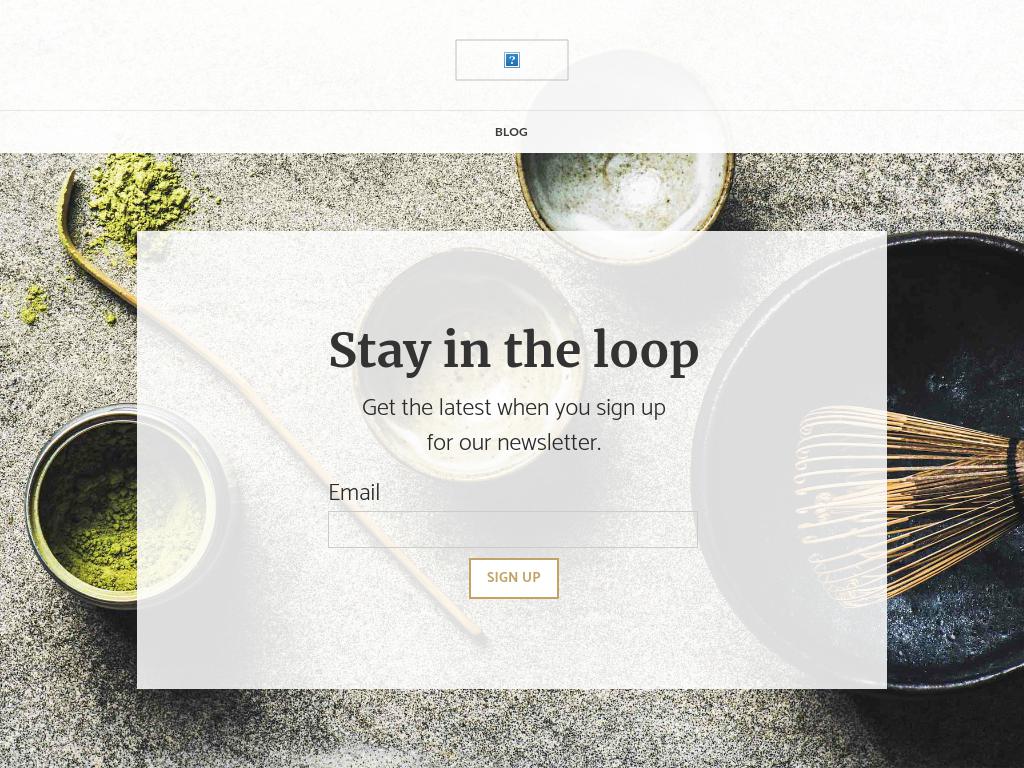 BLOG
Stay in the loop
Get the latest when you sign up
for our newsletter.
Email
SIGN UP